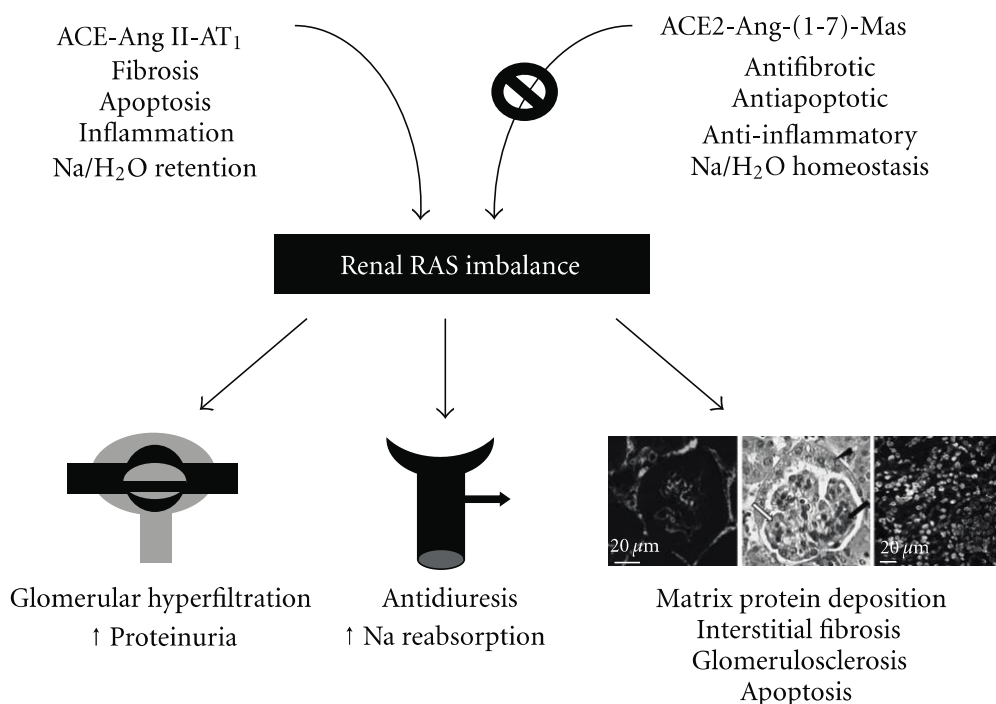 ACE-Ang II-AT₁
Fibrosis
Apoptosis
Inflammation
Na/H₂O retention
ACE2-Ang-(1-7)-Mas
Antifibrotic
Antiapoptotic
Anti-inflammatory
Na/H₂O homeostasis
Renal RAS imbalance
Glomerular hyperfiltration
↑ Proteinuria
Antidiuresis
↑ Na reabsorption
20 μm
20 μm
Matrix protein deposition
Interstitial fibrosis
Glomerulosclerosis
Apoptosis